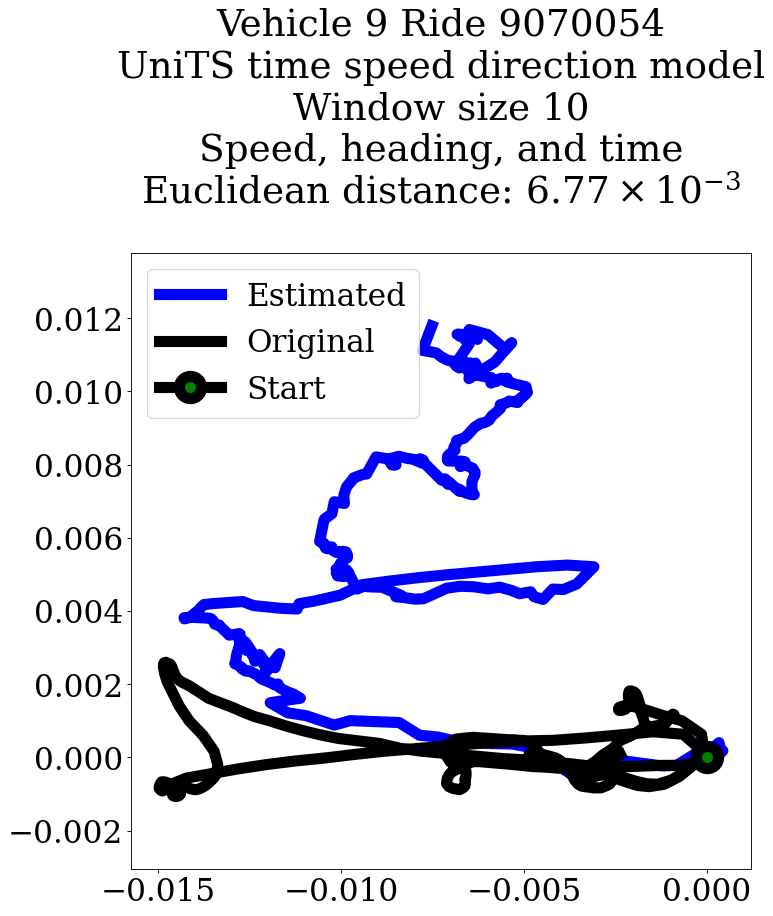 Vehicle 9 Ride 9070054
UniTS time speed direction model
Window size 10
Speed, heading, and time
Euclidean distance: 6.77 × 10⁻³
Estimated
Original
Start
0.012
0.010
0.008
0.006
0.004
0.002
0.000
−0.002
−0.015 −0.010 −0.005 0.000